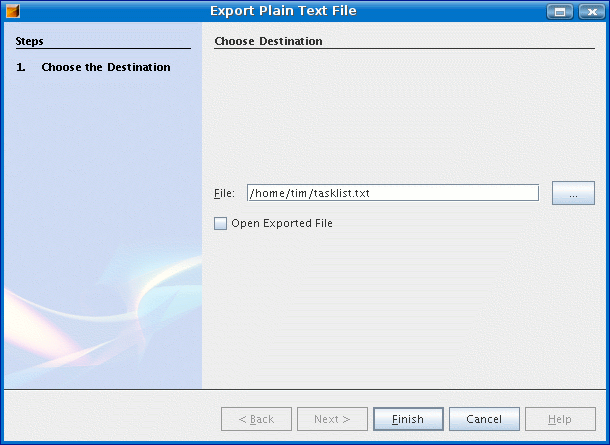 Export Plain Text File
Steps
1. Choose the Destination
Choose Destination
File: /home/tim/tasklist.txt ...
Open Exported File
< Back Next > Finish Cancel Help